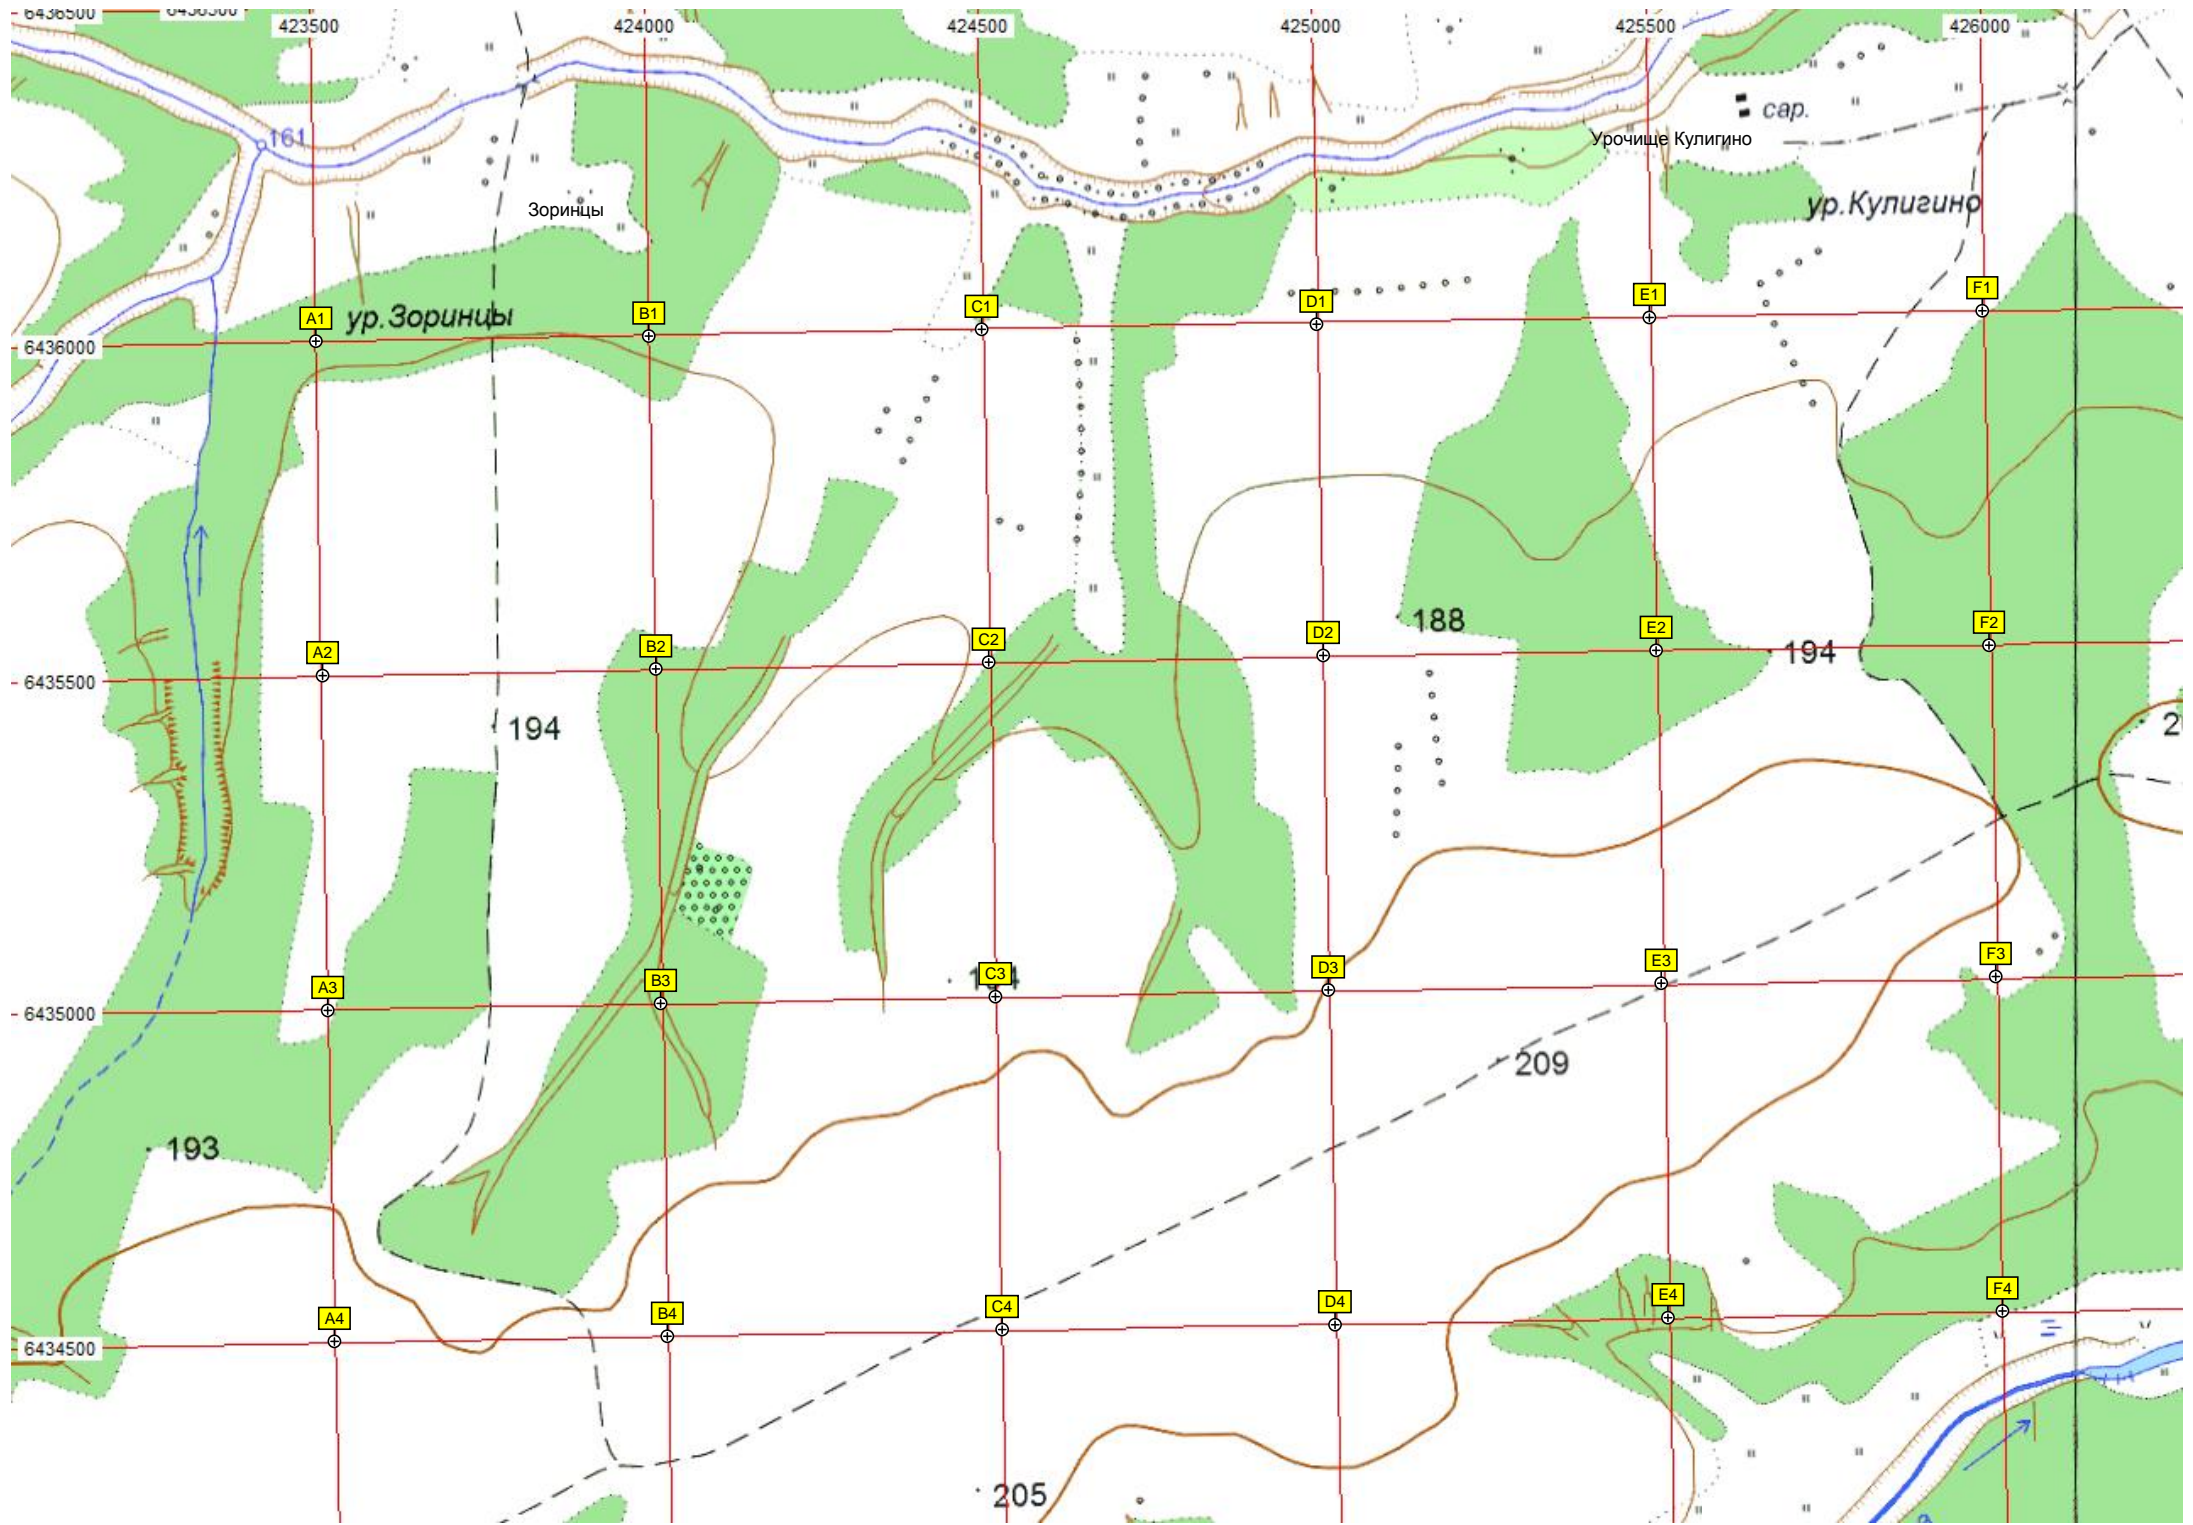 6436500 6436500
423500 424000 424500 425000 425500 426000
161
сар.
Урочище Кулигино
ур.Кулигино
Зоринцы
ур.Зоринцы
A1 B1 C1 D1 E1 F1
6436000
188
A2 B2 C2 D2 E2 F2
194
6435500
194
2
A3 B3 C3 D3 E3 F3
6435000
209
193
A4 B4 C4 D4 E4 F4
6434500
205